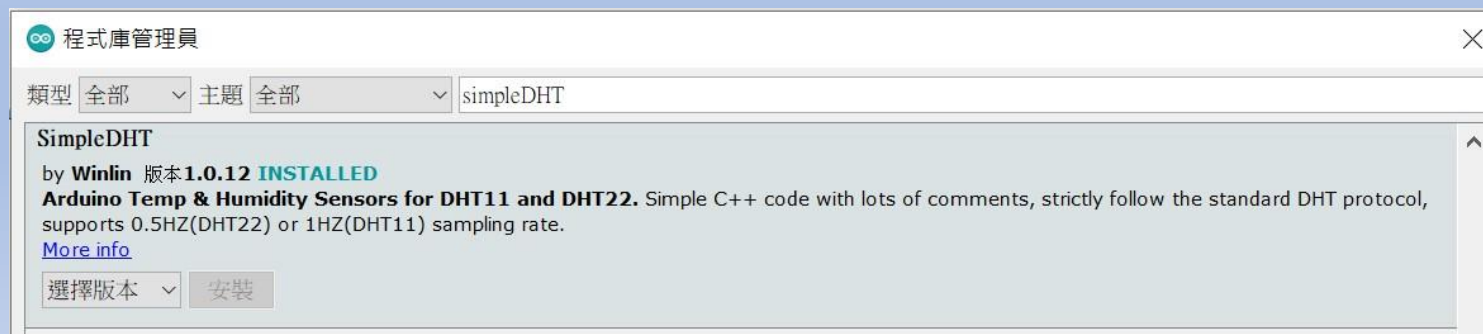 程式庫管理員
類型 全部 主題 全部 simpleDHT
SimpleDHT
by Winlin 版本1.0.12 INSTALLED
Arduino Temp & Humidity Sensors for DHT11 and DHT22. Simple C++ code with lots of comments, strictly follow the standard DHT protocol,
supports 0.5HZ(DHT22) or 1HZ(DHT11) sampling rate.
More info
選擇版本 安裝